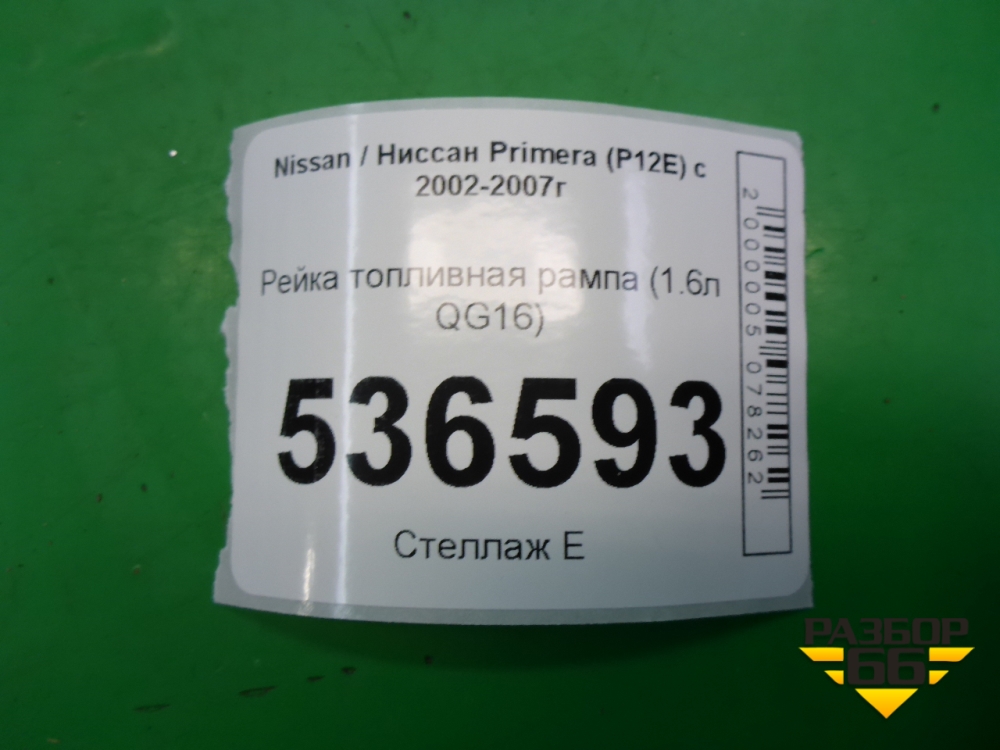 Nissan / Ниссан Primera (P12E) с
2002-2007г
Рейка топливная рампа (1.6л
QG16)
536593
Стеллаж Е
2000005078262
РАЗБОР
66